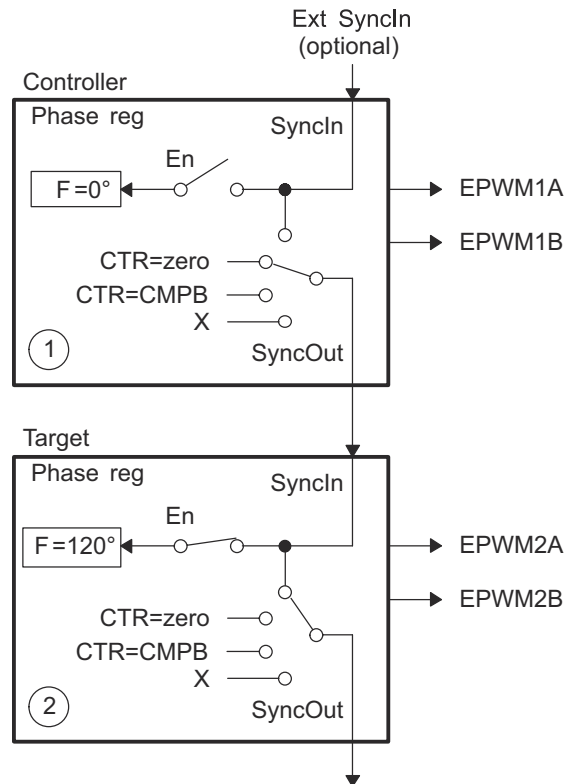 Ext SyncIn
(optional)
Controller
Phase reg
SyncIn
En
F=0°
EPWM1A
EPWM1B
CTR=zero
CTR=CMPB
X
1
SyncOut
Target
Phase reg
SyncIn
En
F=120°
EPWM2A
EPWM2B
CTR=zero
CTR=CMPB
X
2
SyncOut